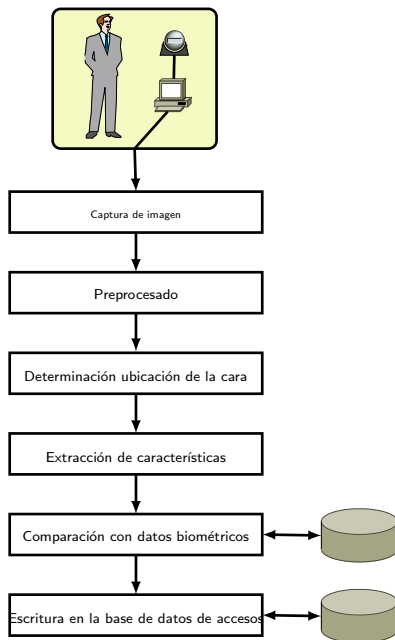 Captura de imagen
Preprocesado
Determinación ubicación de la cara
Extracción de características
Comparación con datos biométricos
Escritura en la base de datos de accesos